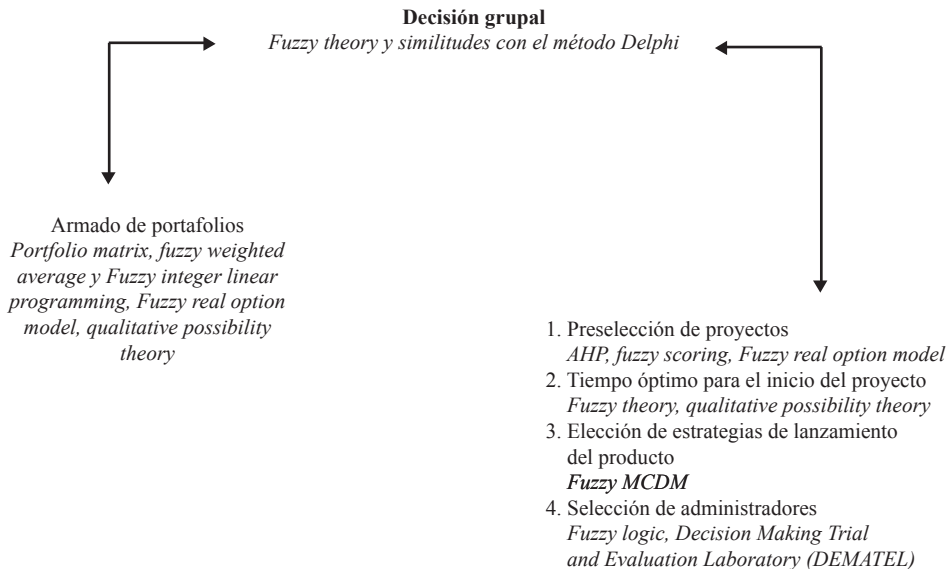 Decisión grupal
Fuzzy theory y similitudes con el método Delphi
Armado de portafolios
Portfolio matrix, fuzzy weighted
average y Fuzzy integer linear
programming, Fuzzy real option
model, qualitative possibility
theory
1. Preselección de proyectos
AHP, fuzzy scoring, Fuzzy real option model
2. Tiempo óptimo para el inicio del proyecto
Fuzzy theory, qualitative possibility theory
3. Elección de estrategias de lanzamiento
del producto
Fuzzy MCDM
4. Selección de administradores
Fuzzy logic, Decision Making Trial
and Evaluation Laboratory (DEMATEL)